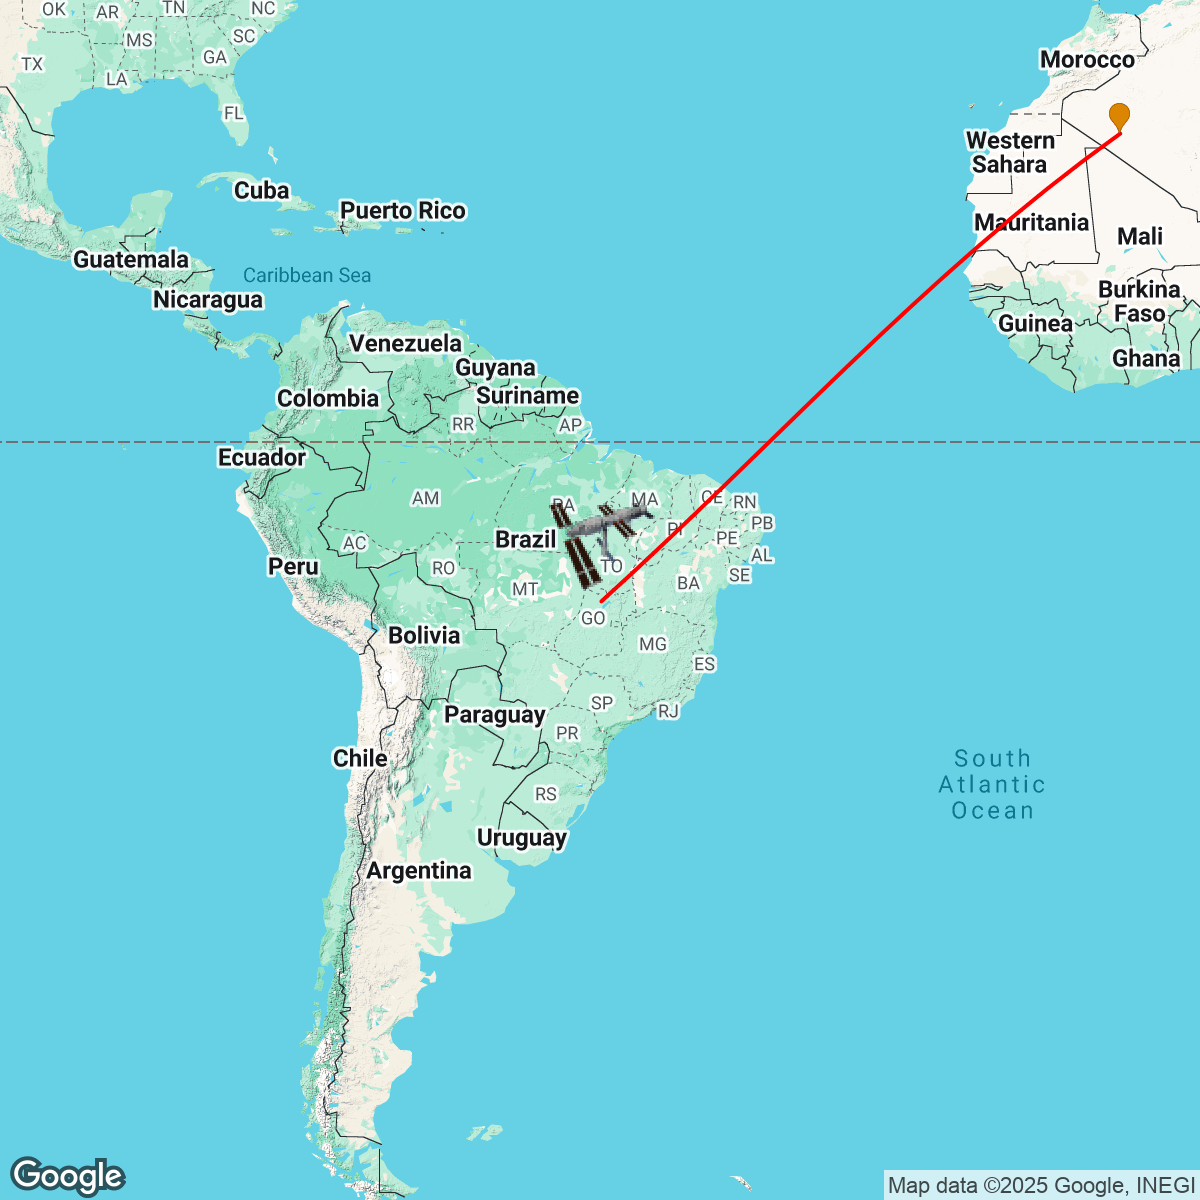 OK
AR
TN
NC
MS
SC
TX
LA
GA
FL
Morocco
Western
Sahara
Cuba
Puerto Rico
Mauritania
Mali
Guatemala
Caribbean Sea
Nicaragua
Burkina
Faso
Guinea
Ghana
Venezuela
Guyana
Suriname
Colombia
RR
AP
Ecuador
AM
PA
MA
CE
RN
Brazil
PI
PB
PE
AC
AL
Peru
RO
TO
SE
MT
BA
GO
Bolivia
MG
ES
SP
RJ
Paraguay
PR
Chile
South
Atlantic
Ocean
RS
Uruguay
Argentina
Google
Map data ©2025 Google, INEGI